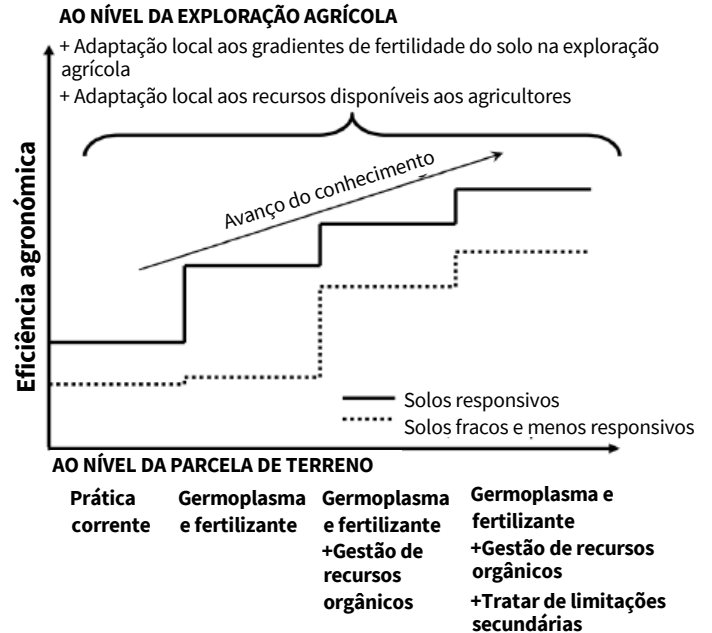 AO NÍVEL DA EXPLORAÇÃO AGRÍCOLA
+ Adaptação local aos gradientes de fertilidade do solo na exploração
agrícola
+ Adaptação local aos recursos disponíveis aos agricultores
Eficiência agronómica
Avanço do conhecimento
Solos responsivos
Solos fracos e menos responsivos
AO NÍVEL DA PARCELA DE TERRENO
Prática
corrente
Germoplasma
e fertilizante
Germoplasma
e fertilizante
+Gestão de
recursos
orgânicos
Germoplasma e
fertilizante
+Gestão de recursos
orgânicos
+Tratar de limitações
secundárias